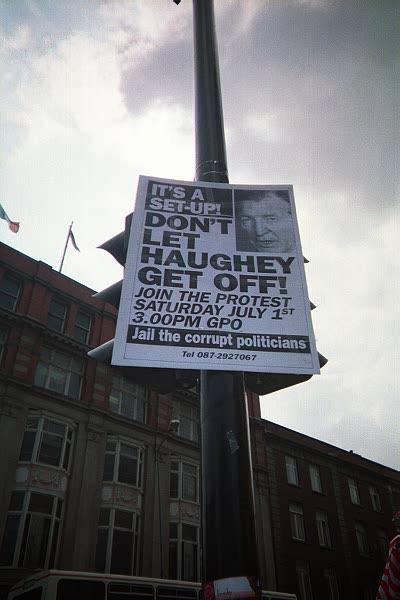 IT'S A
SET-UP!
DON'T
LET
HAUGHEY
GET OFF!
JOIN THE PROTEST
SATURDAY JULY 1ST
3.00PM GPO
Jail the corrupt politicians
Tel 087-2927067